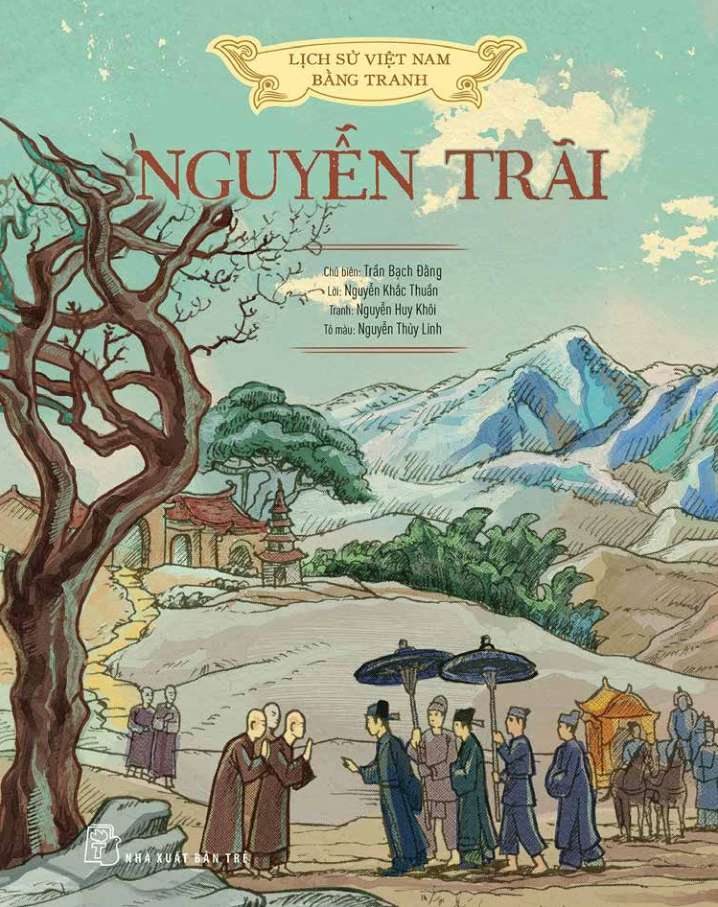 LỊCH SỬ VIỆT NAM
BẰNG TRANH
NGUYỄN TRÃI
Chủ biên: Trần Bạch Đằng
Lời: Nguyễn Khắc Thuần
Tranh: Nguyễn Huy Khôi
Tô màu: Nguyễn Thùy Linh
NHÀ XUẤT BẢN TRẺ